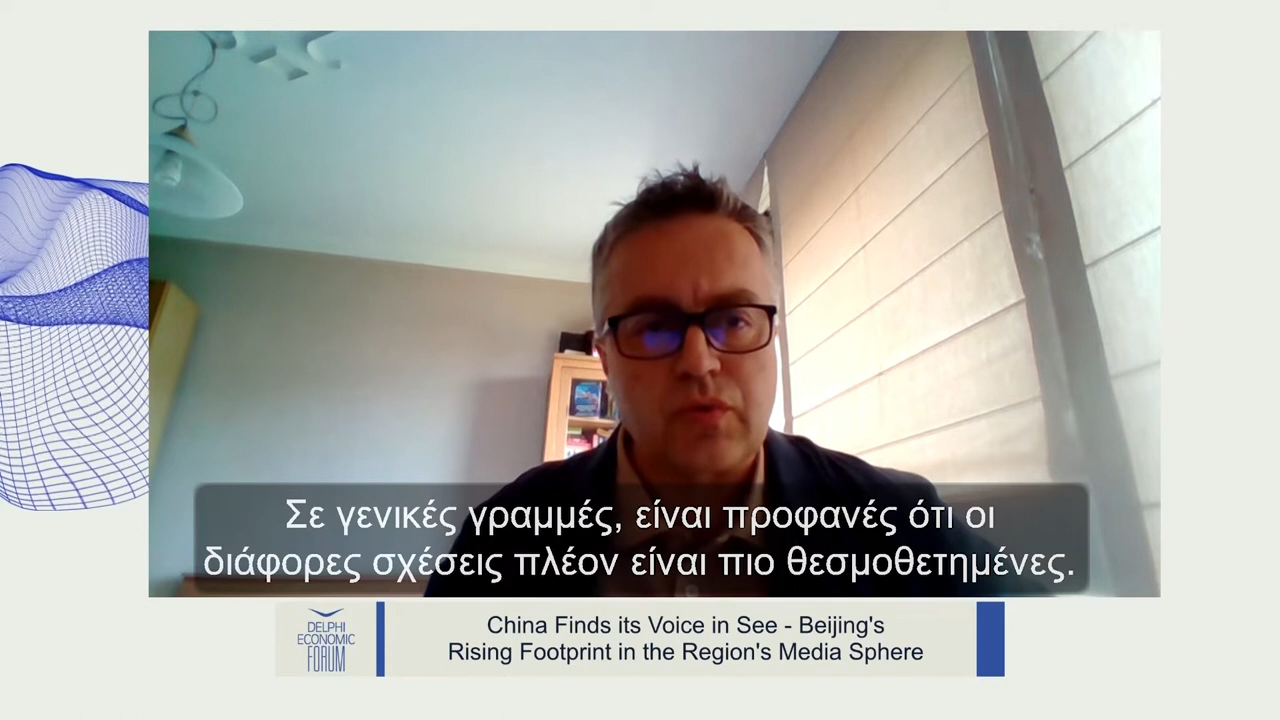 Σε γενικές γραμμές, είναι προφανές ότι οι
διάφορες σχέσεις πλέον είναι πιο θεσμοθετημένες.
DELPHI
ECONOMIC
FORUM
China Finds its Voice in See - Beijing's
Rising Footprint in the Region's Media Sphere